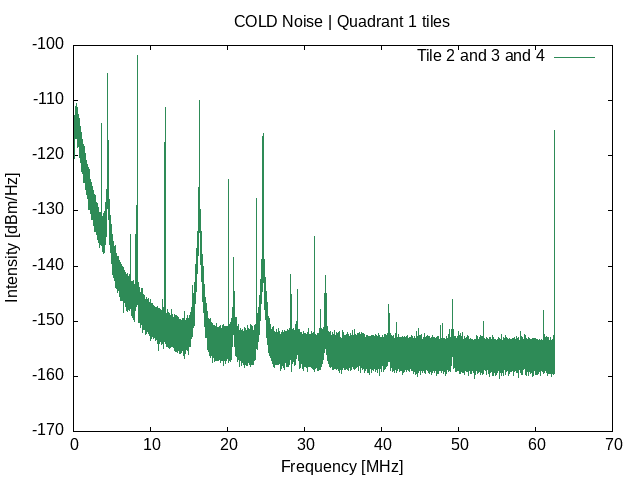 COLD Noise | Quadrant 1 tiles
Tile 2 and 3 and 4
Intensity [dBm/Hz]
-100
-110
-120
-130
-140
-150
-160
-170
0 10 20 30 40 50 60 70
Frequency [MHz]